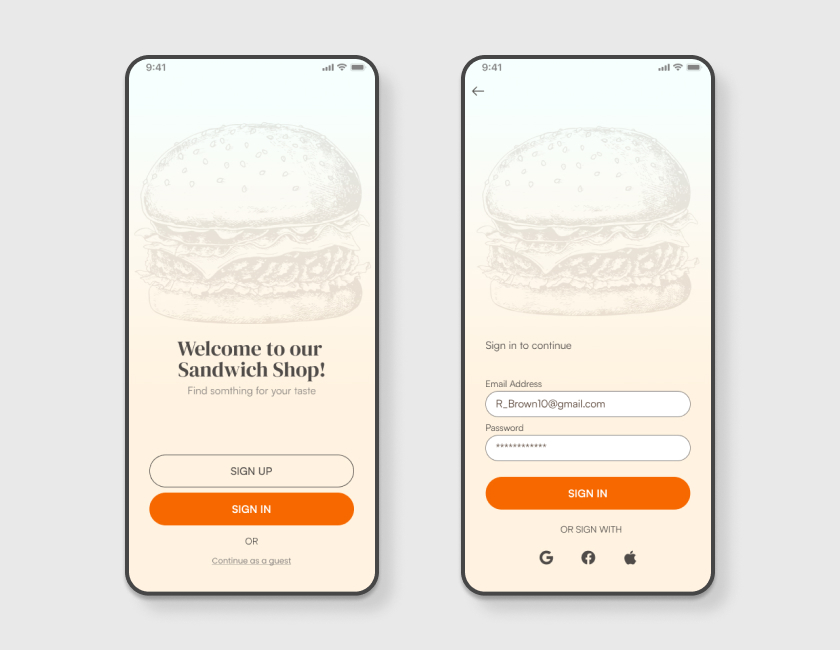 9:41
Welcome to our
Sandwich Shop!
Find somthing for your taste
SIGN UP
SIGN IN
OR
Continue as a guest
9:41
Sign in to continue
Email Address
R_Brown10@gmail.com
Password
************
SIGN IN
OR SIGN WITH